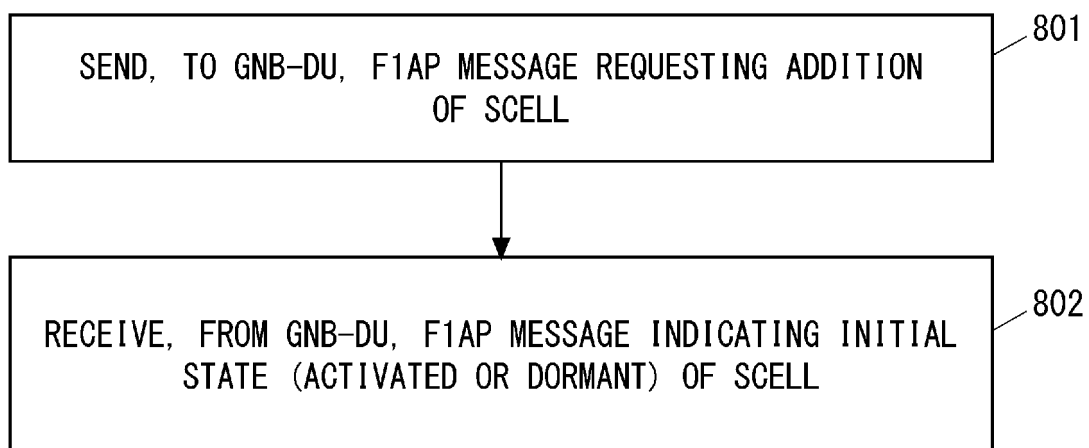 801
SEND, TO GNB-DU, F1AP MESSAGE REQUESTING ADDITION
OF SCELL
802
RECEIVE, FROM GNB-DU, F1AP MESSAGE INDICATING INITIAL
STATE (ACTIVATED OR DORMANT) OF SCELL